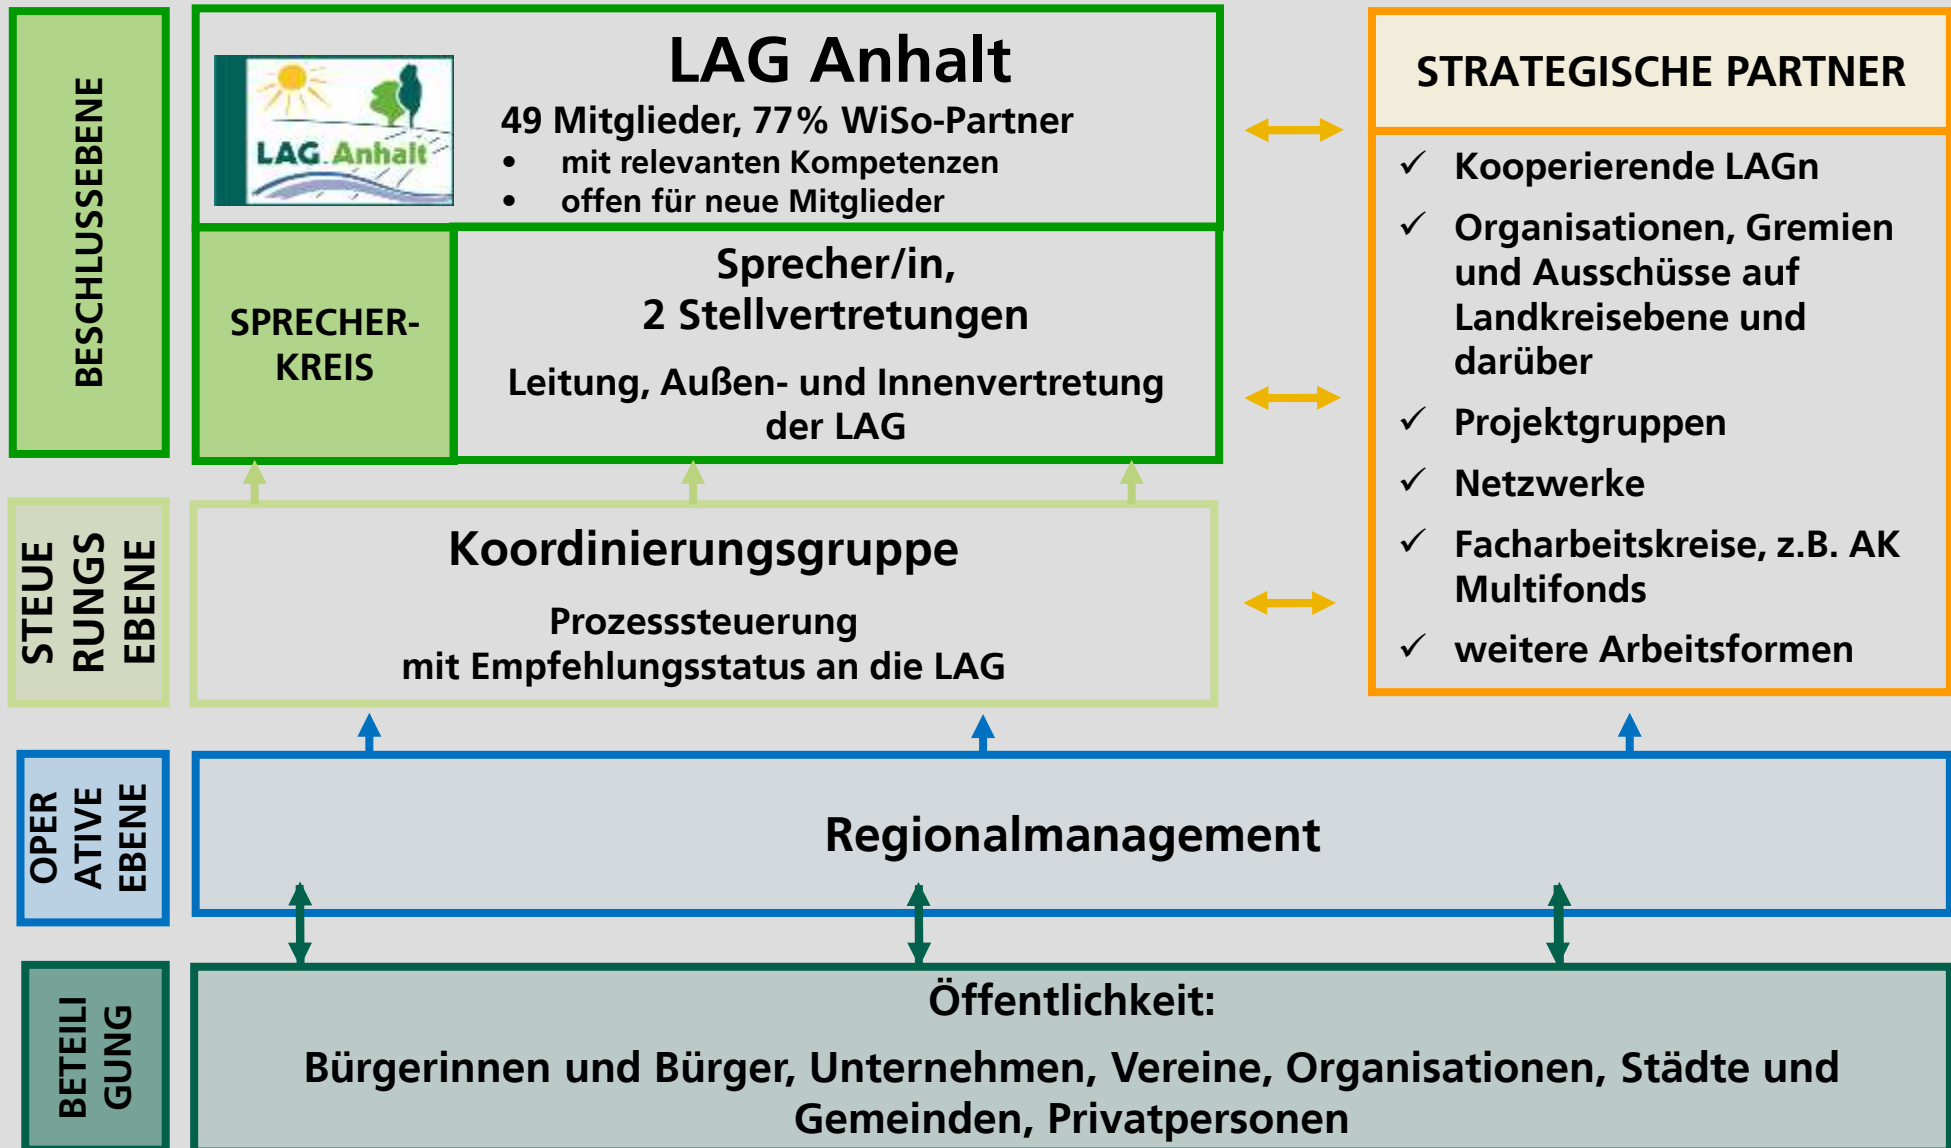 BESCHLUSSEBENE
LAG Anhalt
LAG Anhalt
49 Mitglieder, 77% WiSo-Partner
• mit relevanten Kompetenzen
• offen für neue Mitglieder
SPRECHER-
KREIS
Sprecher/in,
2 Stellvertretungen
Leitung, Außen- und Innenvertretung
der LAG
STRATEGISCHE PARTNER
✓ Kooperierende LAGn
✓ Organisationen, Gremien
und Ausschüsse auf
Landkreisebene und
darüber
✓ Projektgruppen
✓ Netzwerke
✓ Facharbeitskreise, z.B. AK
Multifonds
✓ weitere Arbeitsformen
STEUE
RUNGS
EBENE
Koordinierungsgruppe
Prozesssteuerung
mit Empfehlungsstatus an die LAG
OPER
ATIVE
EBENE
Regionalmanagement
BETEILI
GUNG
Öffentlichkeit:
Bürgerinnen und Bürger, Unternehmen, Vereine, Organisationen, Städte und
Gemeinden, Privatpersonen